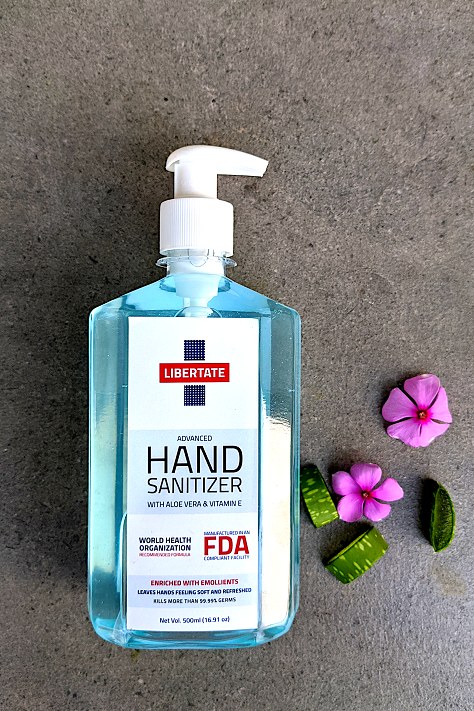 LIBERTATE
ADVANCED
HAND
SANITIZER
WITH ALOE VERA & VITAMIN E
WORLD HEALTH
ORGANIZATION
RECOMMENDED FORMULA
MANUFACTURED IN AN
FDA
COMPLIANT FACILITY
ENRICHED WITH EMOLLIENTS
LEAVES HANDS FEELING SOFT AND REFRESHED
KILLS MORE THAN 99.99% GERMS
Net Vol. 500ml (16.91 oz)